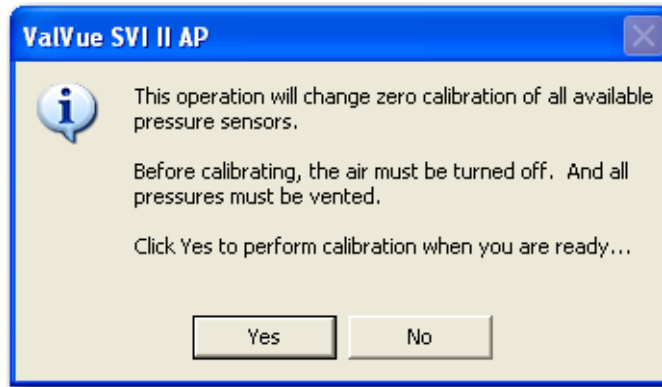 ValVue SVI II AP
This operation will change zero calibration of all available
pressure sensors.
Before calibrating, the air must be turned off.  And all
pressures must be vented.
Click Yes to perform calibration when you are ready...
Yes
No